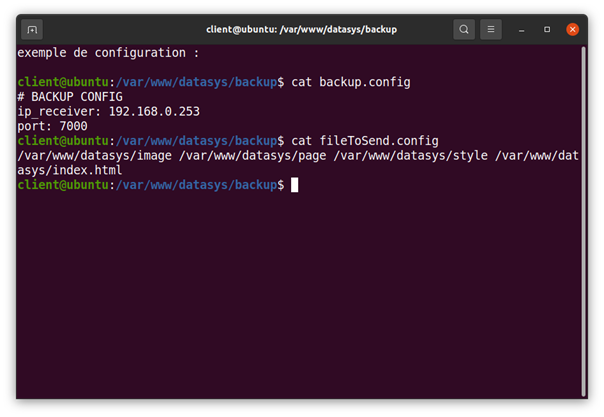 client@ubuntu: /var/www/datasys/backup
exemple de configuration :
client@ubuntu:/var/www/datasys/backup$ cat backup.config
# BACKUP CONFIG
ip_receiver: 192.168.0.253
port: 7000
client@ubuntu:/var/www/datasys/backup$ cat fileToSend.config
/var/www/datasys/image /var/www/datasys/page /var/www/datasys/style /var/www/dat
asys/index.html
client@ubuntu:/var/www/datasys/backup$